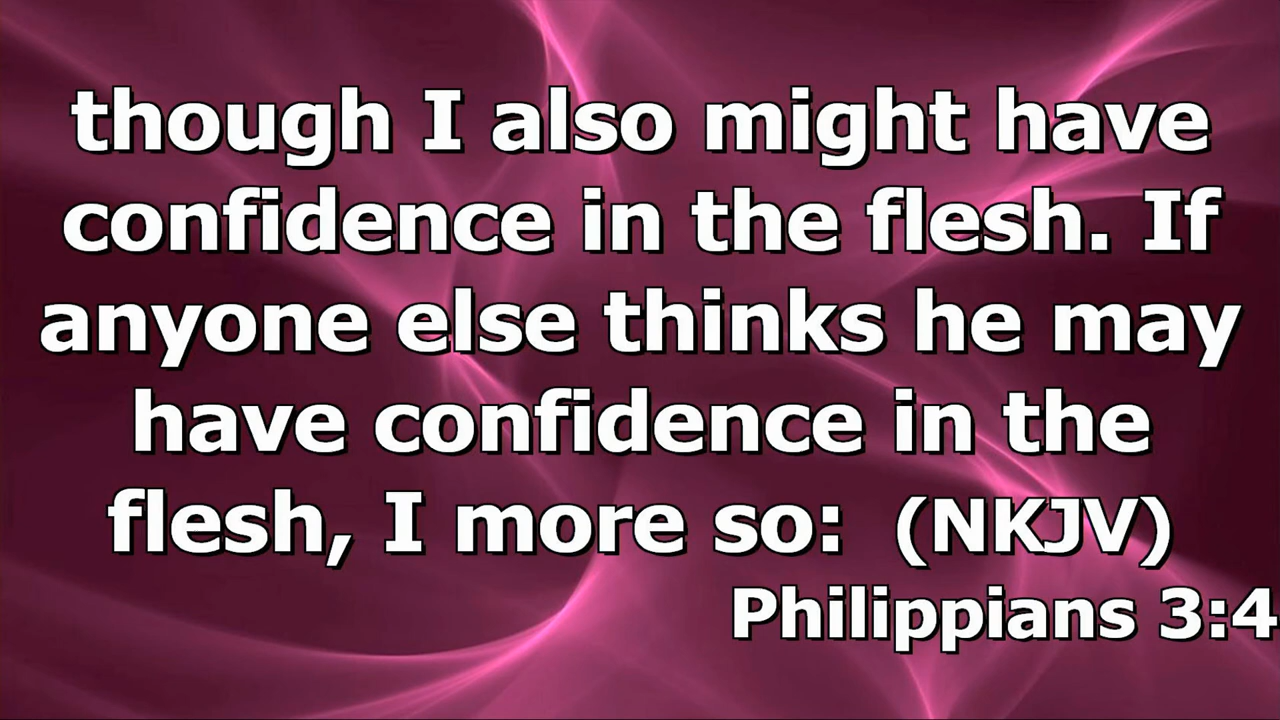 though I also might have
confidence in the flesh. If
anyone else thinks he may
have confidence in the
flesh, I more so:  (NKJV)
Philippians 3:4